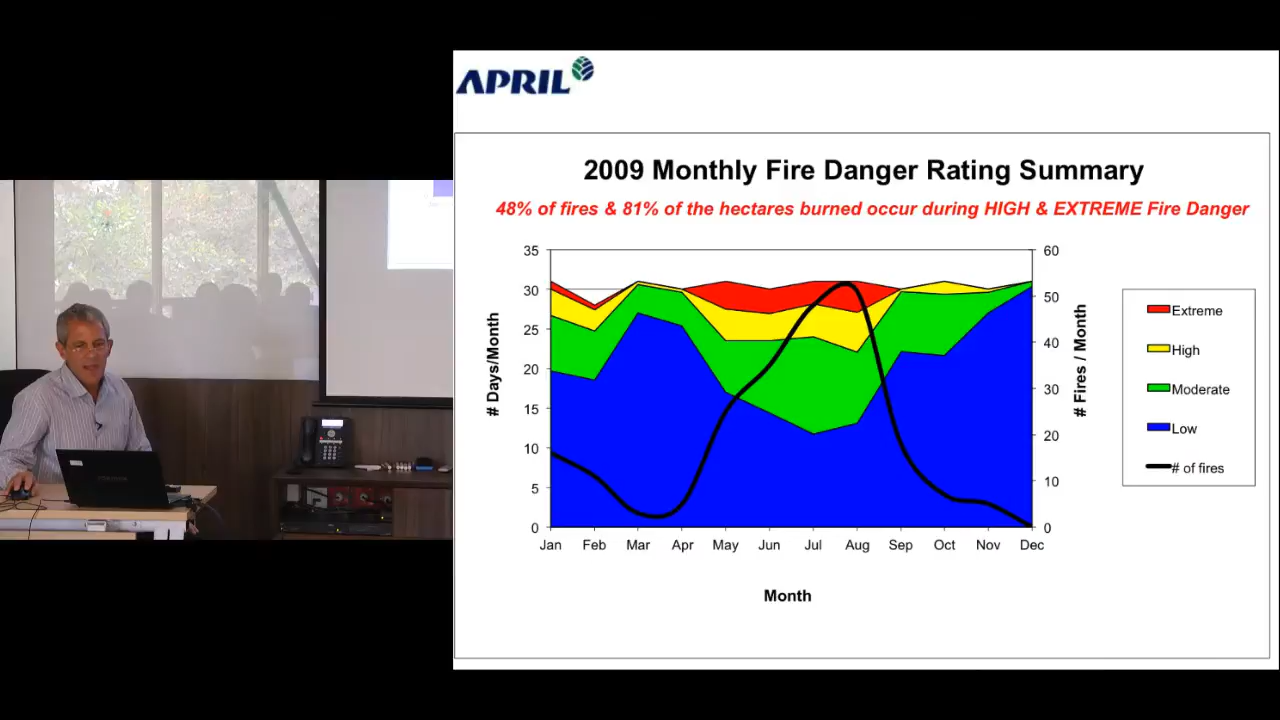 APRIL
2009 Monthly Fire Danger Rating Summary
48% of fires & 81% of the hectares burned occur during HIGH & EXTREME Fire Danger
35
30
25
20
15
10
5
0
# Days/Month
60
50
40
30
20
10
0
# Fires / Month
Jan Feb Mar Apr May Jun Jul Aug Sep Oct Nov Dec
Month
Extreme
High
Moderate
Low
# of fires